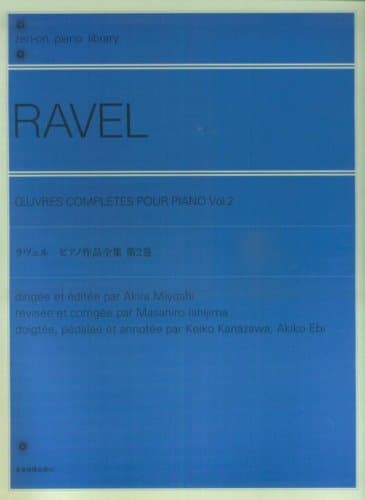 zen-on piano library
RAVEL
ŒUVRES COMPLÈTES POUR PIANO Vol.2
ラヴェル ピアノ作品全集 第2巻
dirigée et éditée par Akira Miyoshi
révisée et corrigée par Masahiro Ishijima
doigtée, pédalée et annotée par Keiko Kanazawa, Akiko Ebi